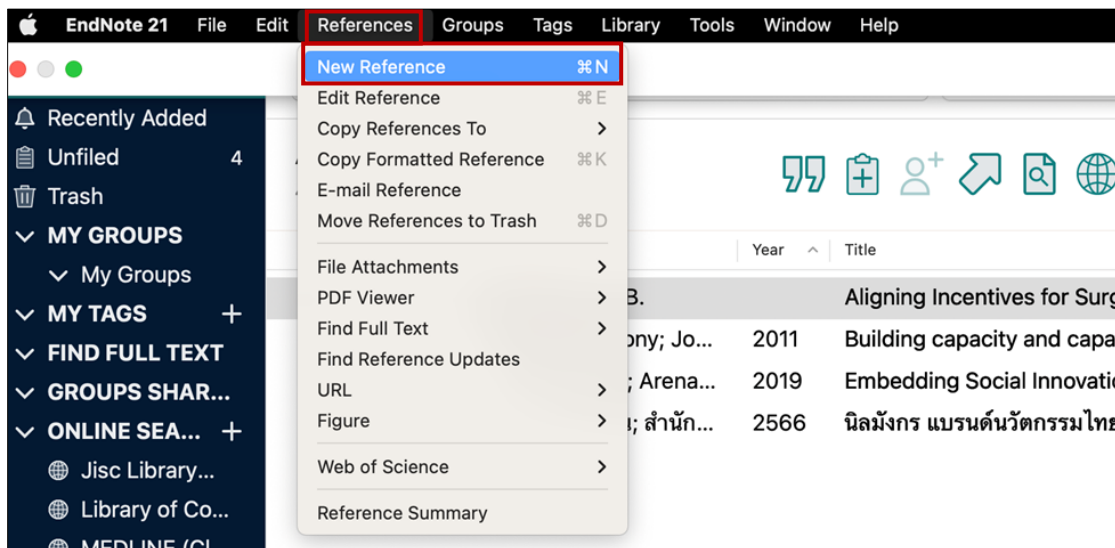 EndNote 21 File Edit References Groups Tags Library Tools Window Help
New Reference ⌘N
Edit Reference ⌘E
Copy References To
Copy Formatted Reference ⌘K
E-mail Reference
Move References to Trash ⌘D
File Attachments
PDF Viewer
Find Full Text
Find Reference Updates
URL
Figure
Web of Science
Reference Summary
Recently Added
Unfiled 4
Trash
MY GROUPS
My Groups
MY TAGS +
FIND FULL TEXT
GROUPS SHAR...
ONLINE SEA... +
Jisc Library...
Library of Co...
MEDLINE
Year Title
B. Aligning Incentives for Surg
ony; Jo... 2011 Building capacity and capa
; Arena... 2019 Embedding Social Innovati
; สำนัก... 2566 นิลมังกร แบรนด์นวัตกรรมไทย